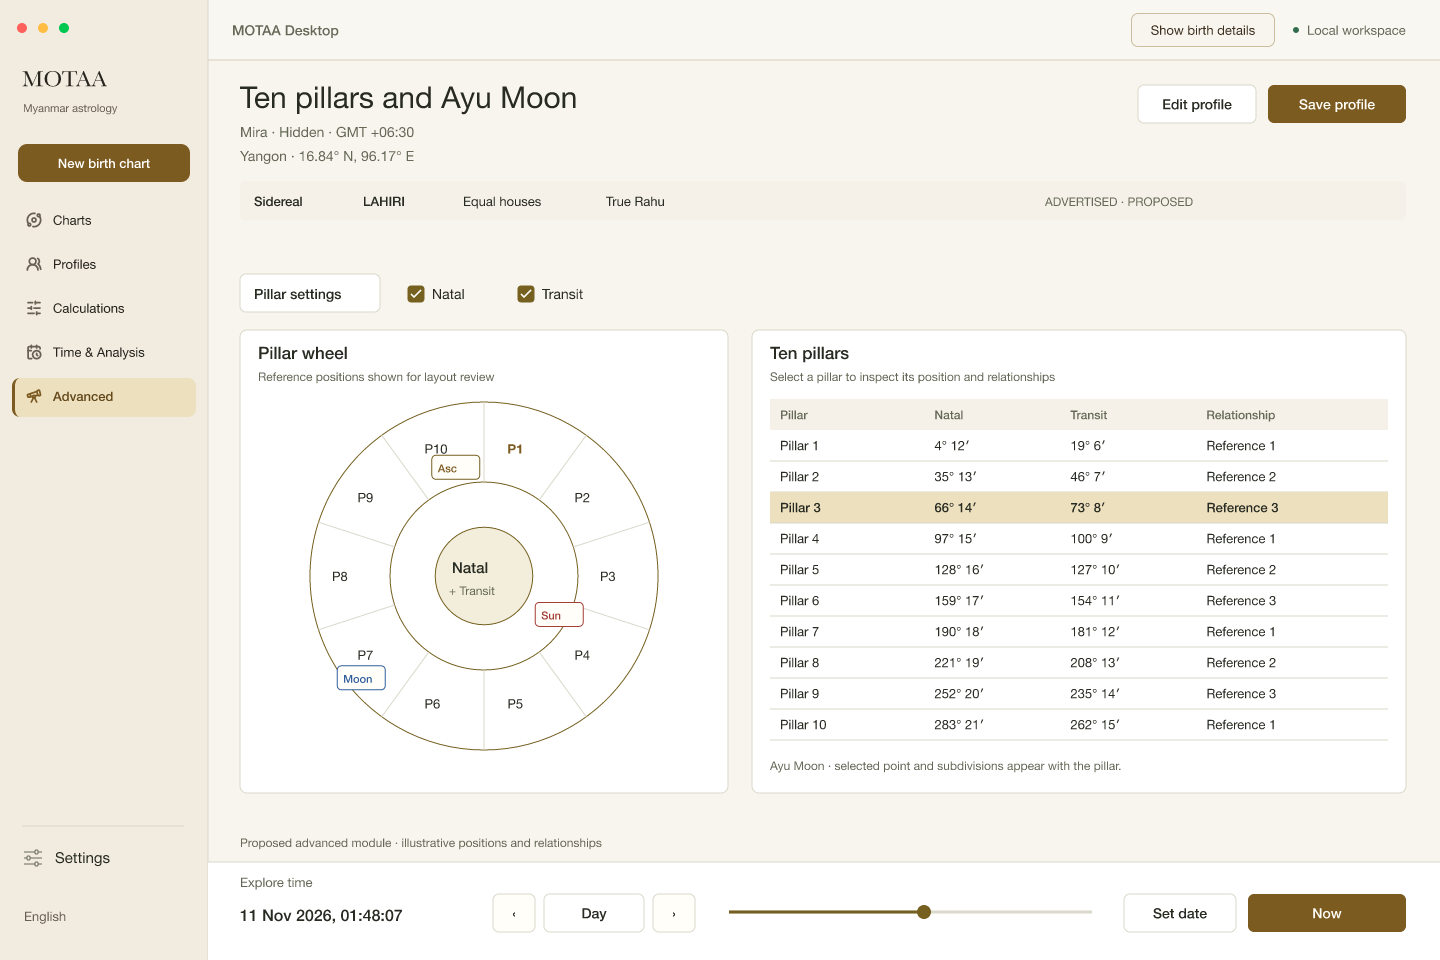 MOTAA
Myanmar astrology
New birth chart
Charts
Profiles
Calculations
Time & Analysis
Advanced
Settings
English
MOTAA Desktop
Show birth details
Local workspace
Ten pillars and Ayu Moon
Mira · Hidden · GMT +06:30
Yangon · 16.84° N, 96.17° E
Edit profile
Save profile
Sidereal LAHIRI Equal houses True Rahu ADVERTISED · PROPOSED
Pillar settings
Natal
Transit
Pillar wheel
Reference positions shown for layout review
P10
P1
Asc
P9
P2
P8
Natal
+ Transit
P3
Sun
P7
P4
Moon
P6
P5
Ten pillars
Select a pillar to inspect its position and relationships
Pillar Natal Transit Relationship
Pillar 1 4° 12′ 19° 6′ Reference 1
Pillar 2 35° 13′ 46° 7′ Reference 2
Pillar 3 66° 14′ 73° 8′ Reference 3
Pillar 4 97° 15′ 100° 9′ Reference 1
Pillar 5 128° 16′ 127° 10′ Reference 2
Pillar 6 159° 17′ 154° 11′ Reference 3
Pillar 7 190° 18′ 181° 12′ Reference 1
Pillar 8 221° 19′ 208° 13′ Reference 2
Pillar 9 252° 20′ 235° 14′ Reference 3
Pillar 10 283° 21′ 262° 15′ Reference 1
Ayu Moon · selected point and subdivisions appear with the pillar.
Proposed advanced module · illustrative positions and relationships
Explore time
11 Nov 2026, 01:48:07
‹ Day ›
Set date
Now